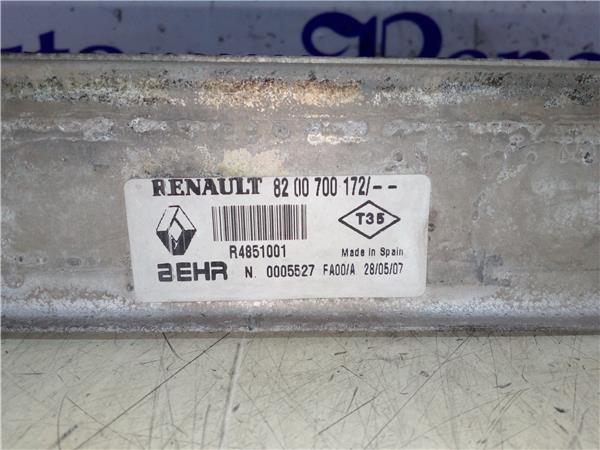 RENAULT 82 00 700 172/--
T35
R4851001
Made in Spain
BEHR N. 0005527 FA00/A 28/05/07